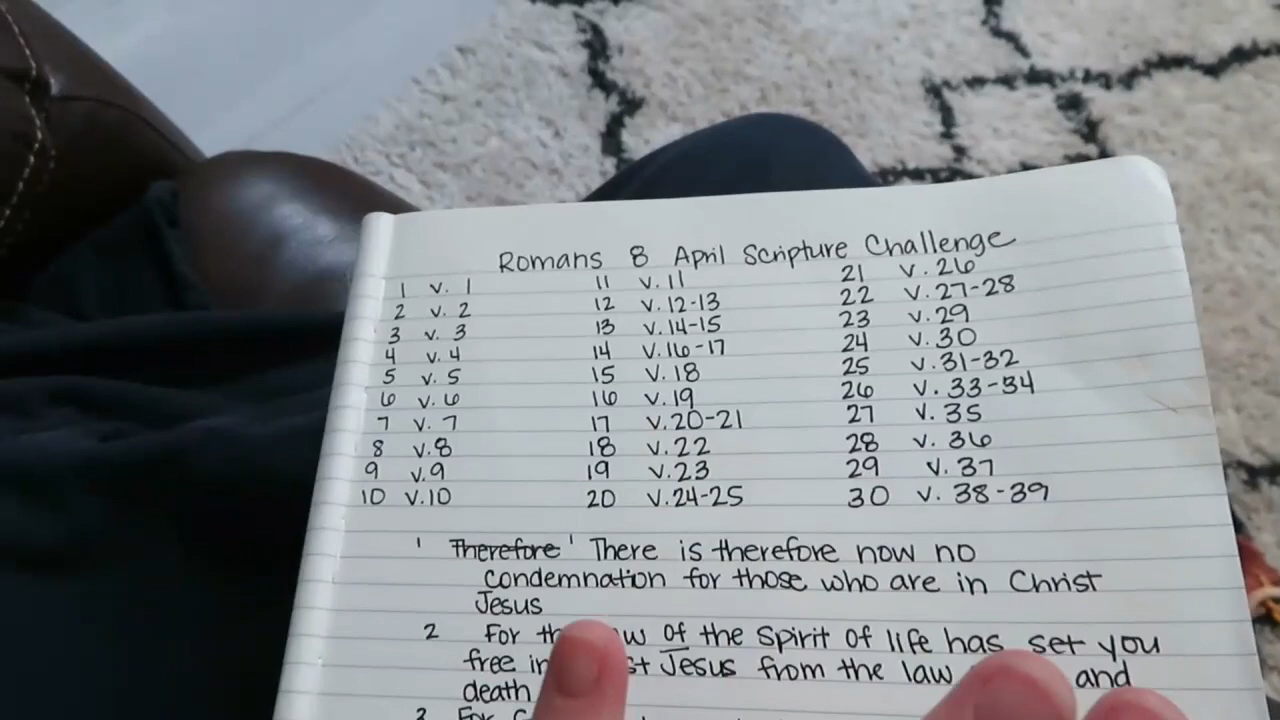 Romans 8 April Scripture Challenge
1 v. 1
2 v. 2
3 v. 3
4 v. 4
5 v. 5
6 v. 6
7 v. 7
8 v.8
9 v.9
10 v.10
11 v.11
12 v.12-13
13 v.14-15
14 v.16-17
15 v.18
16 v.19
17 v.20-21
18 v.22
19 v.23
20 v.24-25
21 v.26
22 v.27-28
23 v.29
24 v.30
25 v.31-32
26 v.33-34
27 v.35
28 v.36
29 v.37
30 v. 38-39
1 Therefore 1 There is therefore now no
condemnation for those who are in Christ
Jesus
2 For of the Spirit of life has set you
free in Jesus from the law and
death
3 For